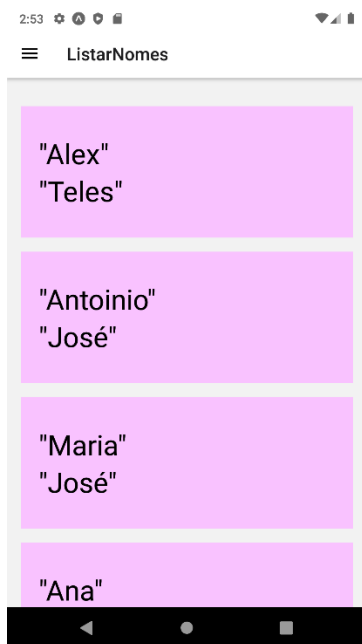 2:53
ListarNomes
"Alex"
"Teles"
"Antoinio"
"José"
"Maria"
"José"
"Ana"